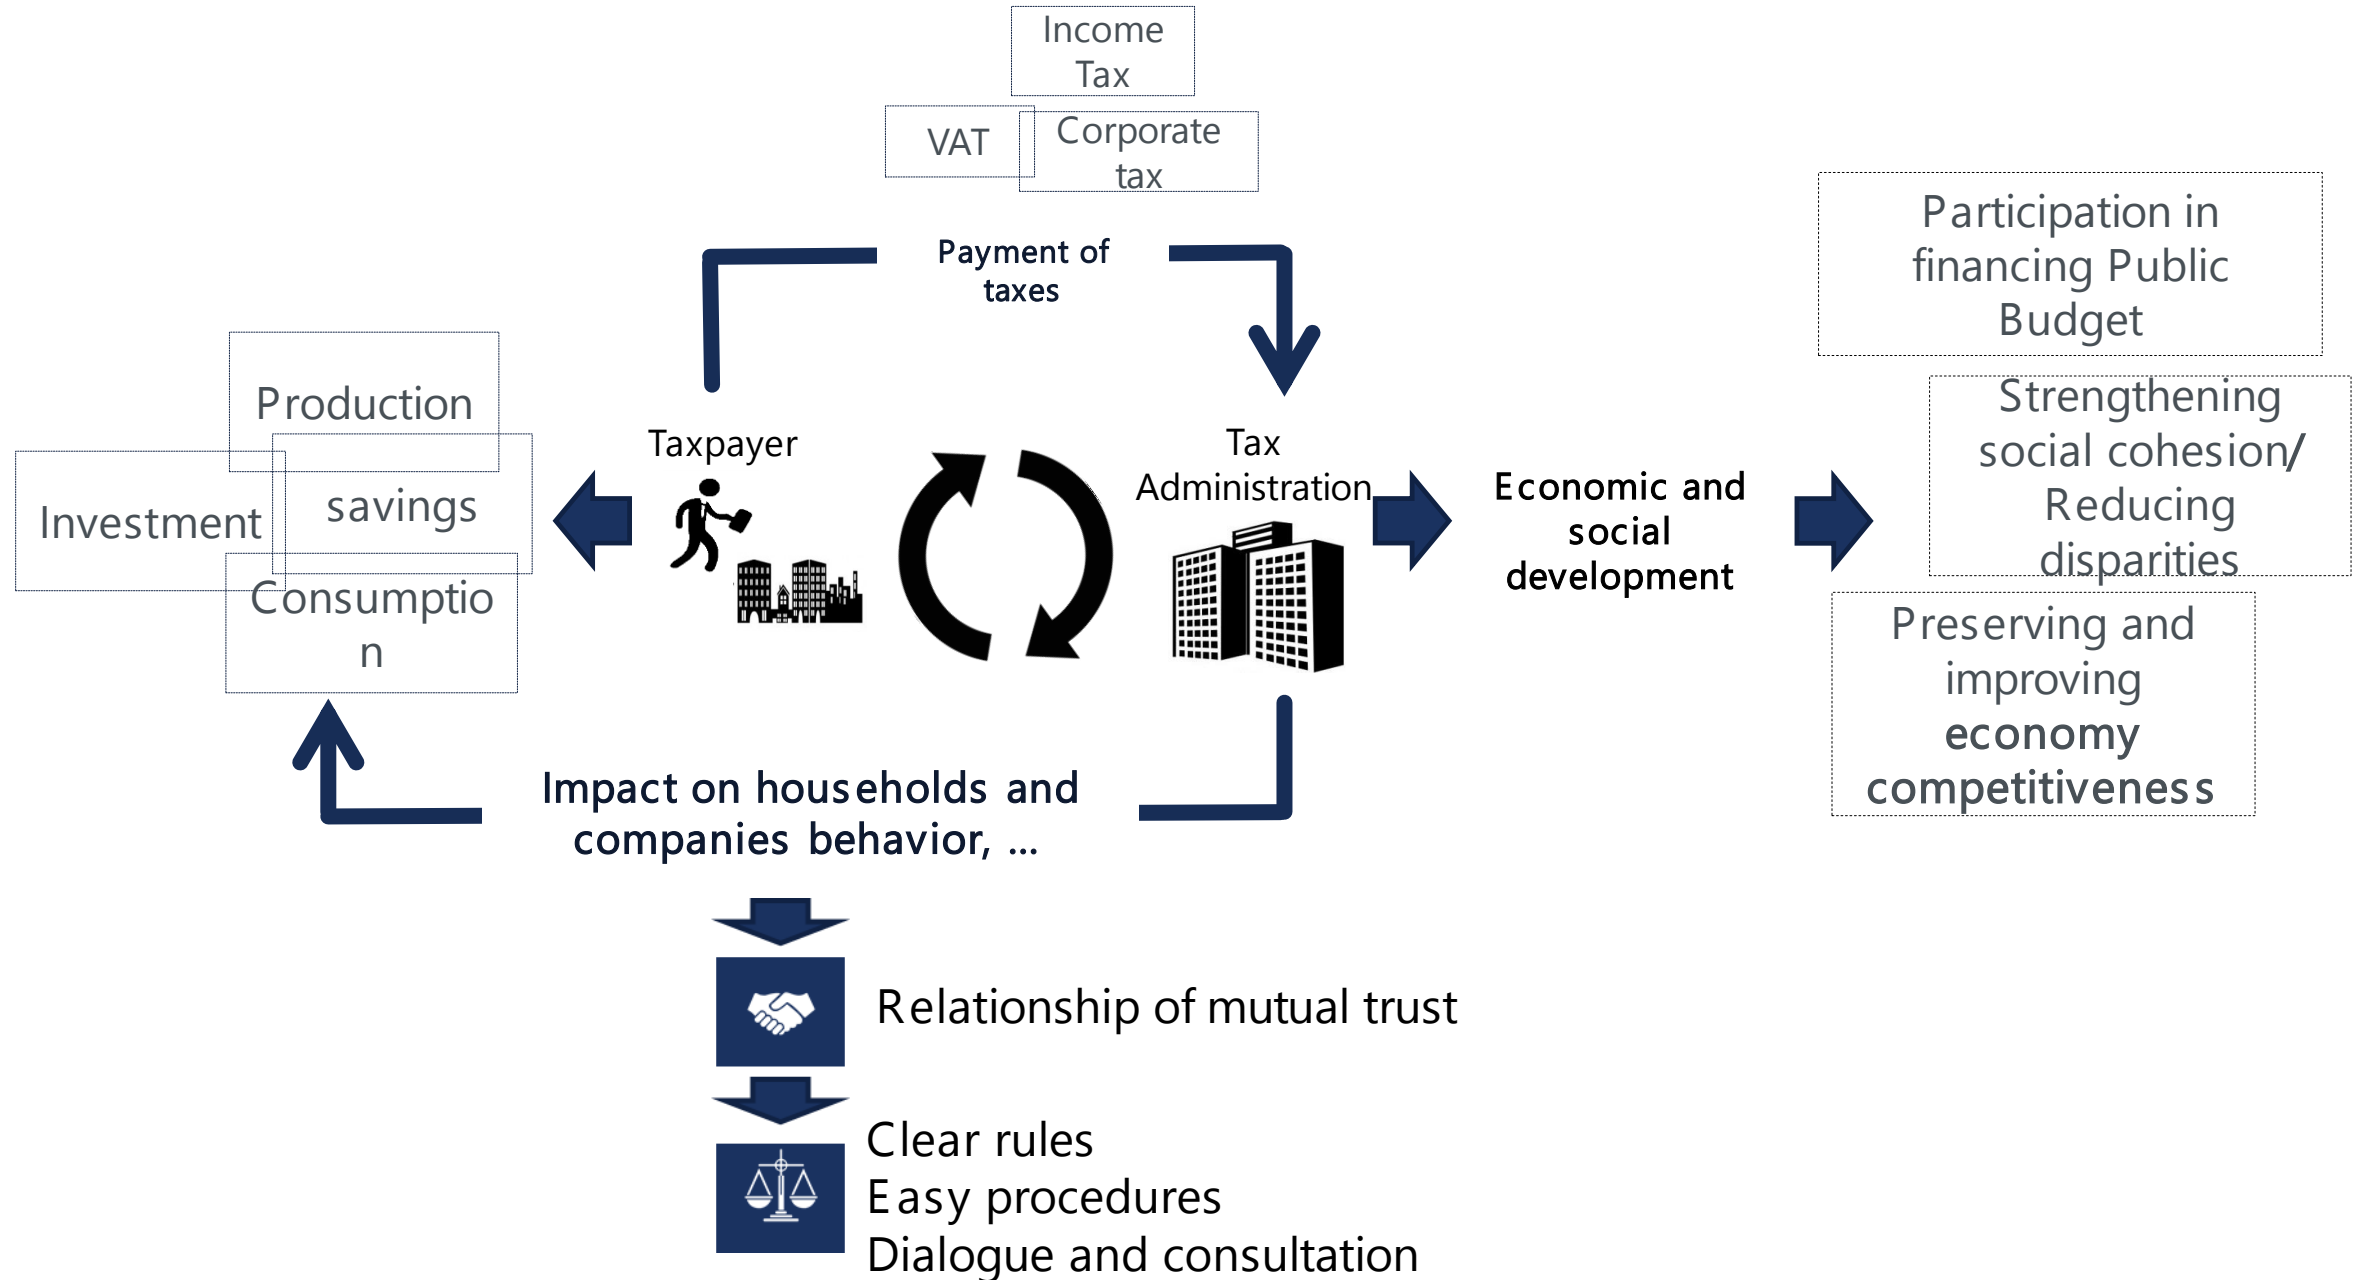 Income
Tax
VAT
Corporate
tax
Payment of
taxes
Participation in
financing Public
Budget
Production
Investment
savings
Consumptio
n
Taxpayer
Tax
Administration
Economic and
social
development
Strengthening
social cohesion/
Reducing
disparities
Preserving and
improving
economy
competitiveness
Impact on households and
companies behavior, ...
Relationship of mutual trust
Clear rules
Easy procedures
Dialogue and consultation